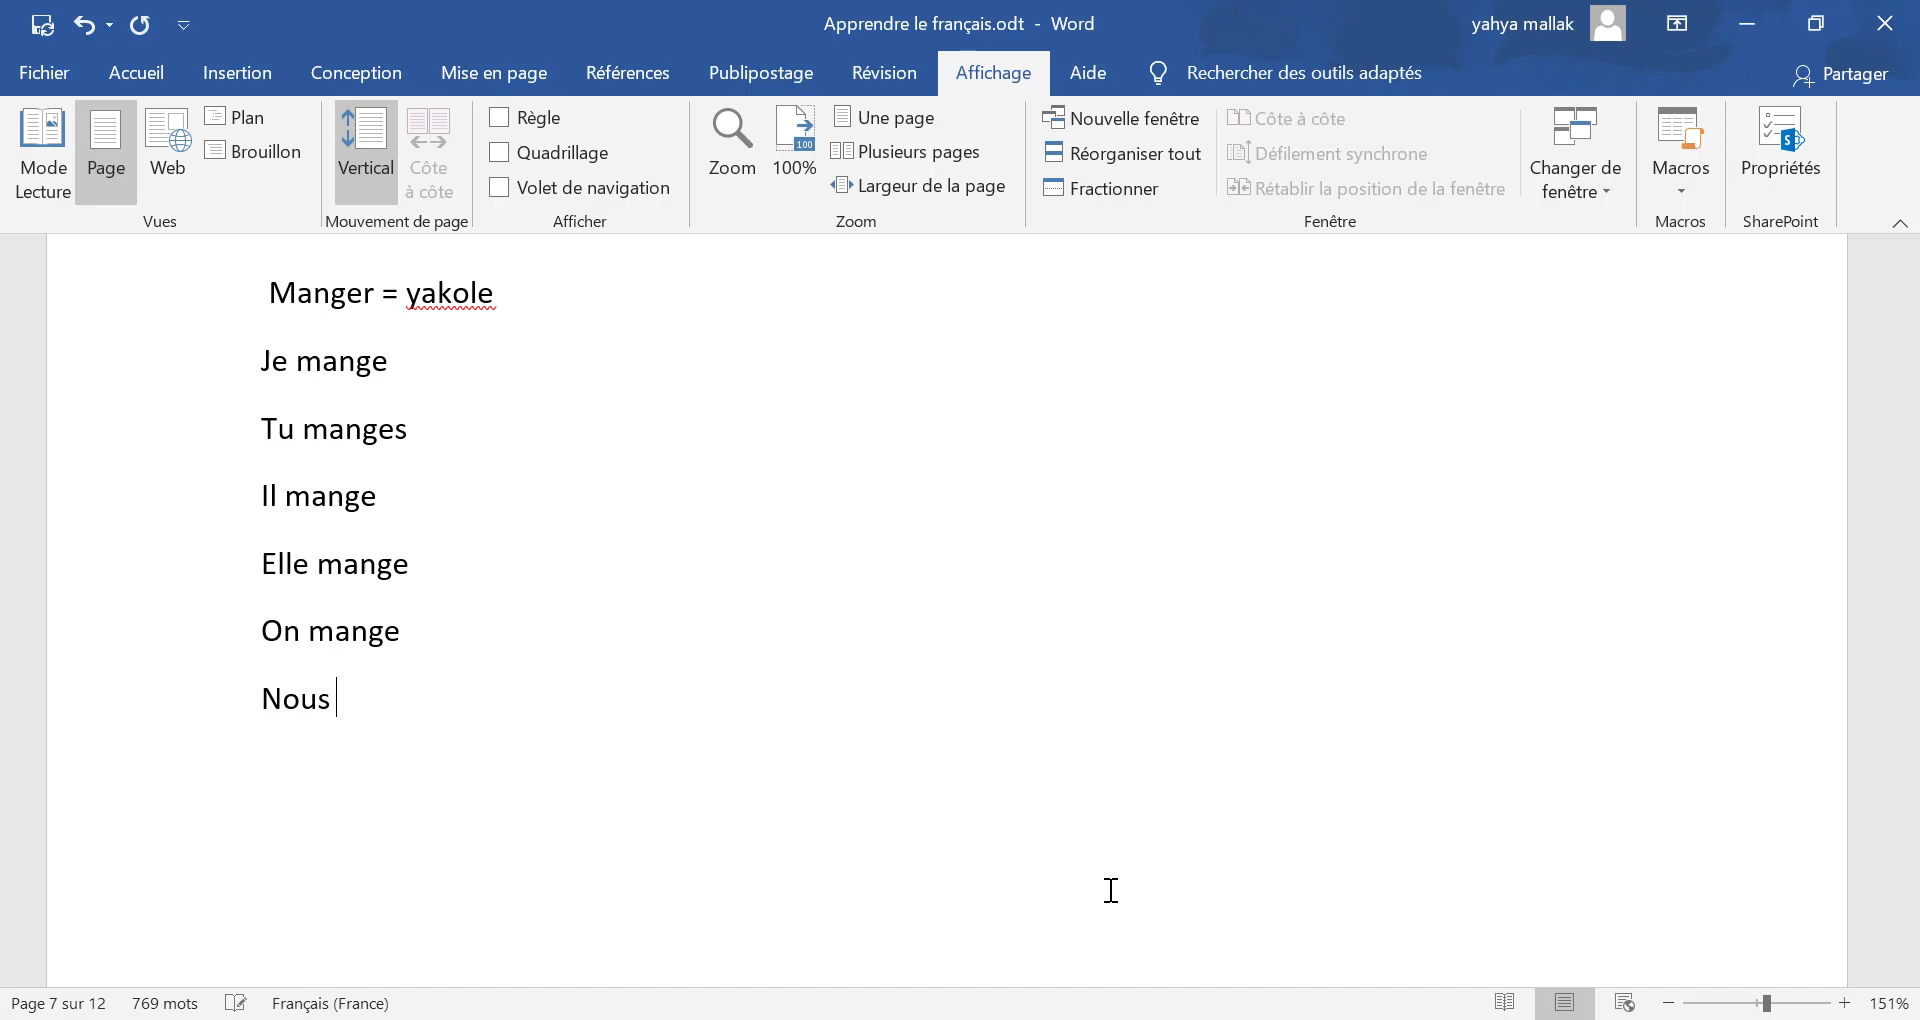 Apprendre le français.odt - Word
yahya mallak
Fichier Accueil Insertion Conception Mise en page Références Publipostage Révision Affichage Aide Rechercher des outils adaptés Partager
Mode Lecture
Page
Web
Plan
Brouillon
Vues
Vertical
Côte à côte
Mouvement de page
Règle
Quadrillage
Volet de navigation
Afficher
Zoom
100
100%
Une page
Plusieurs pages
Largeur de la page
Zoom
Nouvelle fenêtre
Réorganiser tout
Fractionner
Côte à côte
Défilement synchrone
Rétablir la position de la fenêtre
Changer de fenêtre
Fenêtre
Macros
Macros
S
Propriétés
SharePoint
Manger = yakole
Je mange
Tu manges
Il mange
Elle mange
On mange
Nous
Page 7 sur 12 769 mots Français (France) 151%